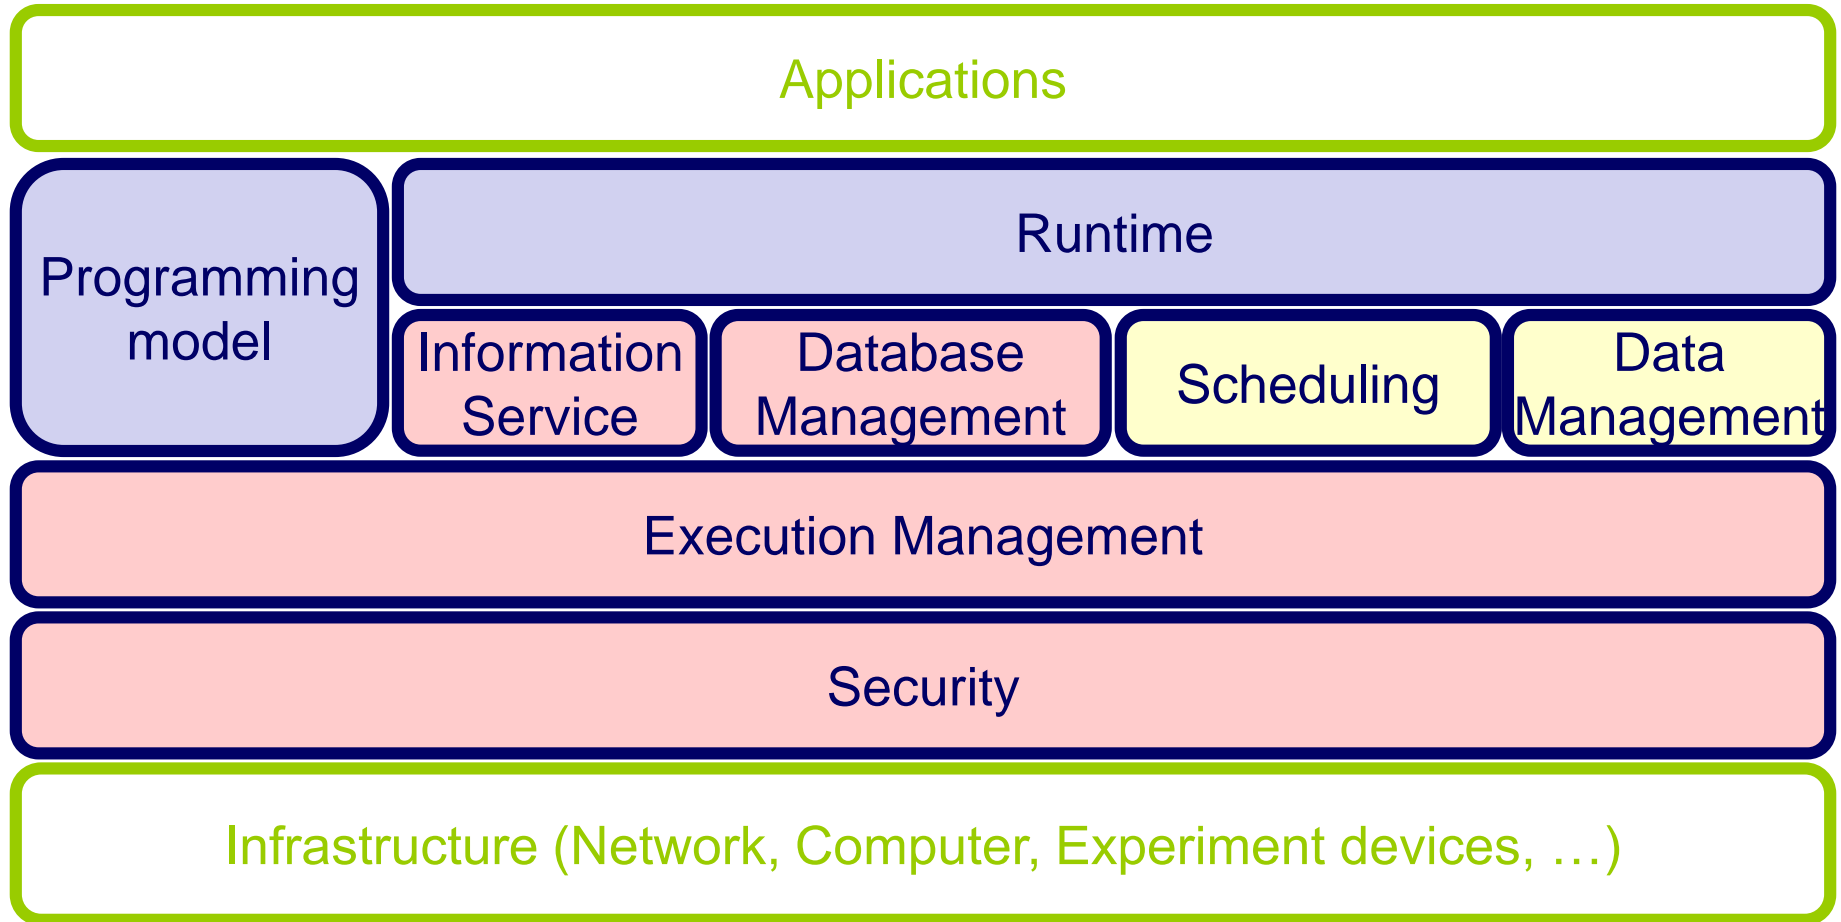 Applications
Runtime
Programming
model
Information
Service
Database
Management
Scheduling
Data
Management
Execution Management
Security
Infrastructure (Network, Computer, Experiment devices, …)